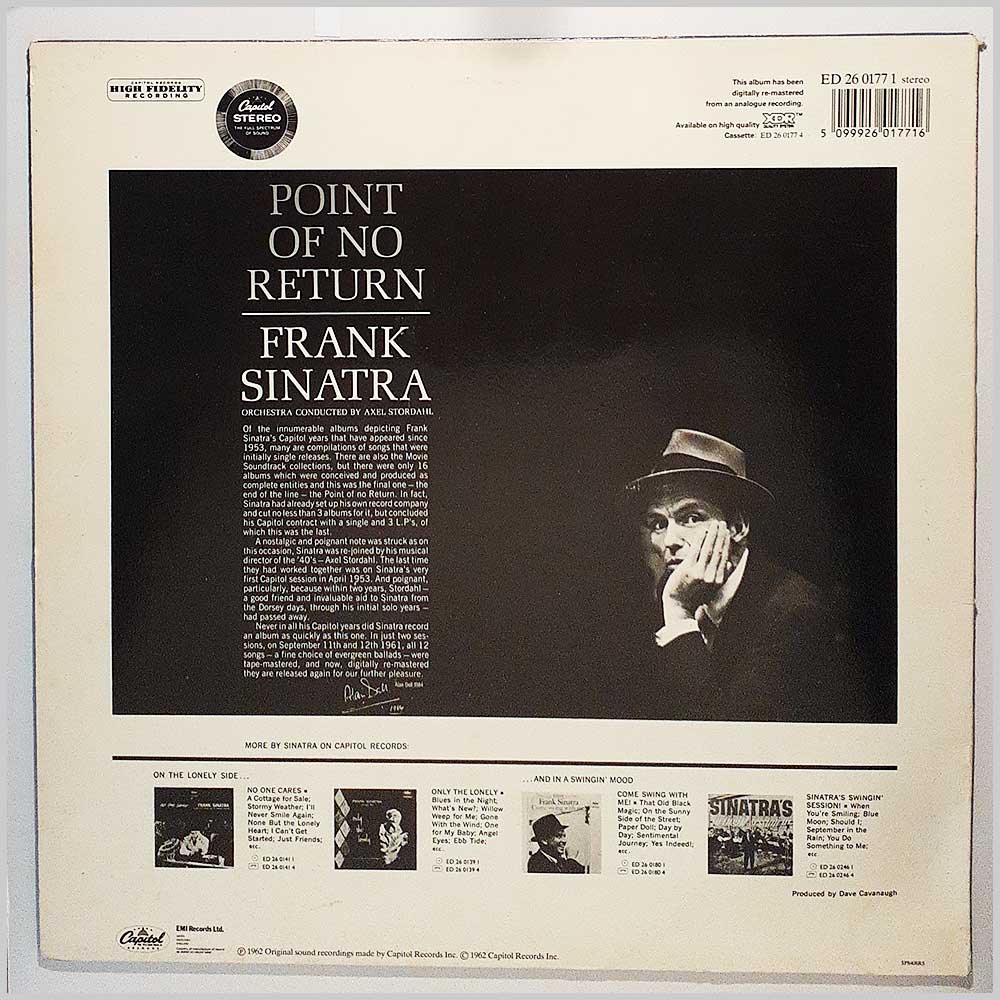 CAPITOL RECORDS
HIGH FIDELITY
RECORDING
"A"
Capitol
STEREO
THE FULL SPECTRUM
OF SOUND
This album has been
digitally re-mastered
from an analogue recording.
Available on high quality XDR™
Cassette: ED 26 0177 4
ED 26 0177 1 stereo
5 099926 017716
POINT
OF NO
RETURN
FRANK
SINATRA
ORCHESTRA CONDUCTED BY AXEL STORDAHL
Of the innumerable albums depicting Frank
Sinatra's Capitol years that have appeared since
1953, many are compilations of songs that were
initially single releases. There are also the Movie
Soundtrack collections, but there were only 16
albums which were conceived and produced as
complete entities and this was the final one – the
end of the line – the Point of no Return. In fact,
Sinatra had already set up his own record company
and cut no less than 3 albums for it, but concluded
his Capitol contract with a single and 3 L.P's, of
which this was the last.
A nostalgic and poignant note was struck as on
this occasion, Sinatra was re-joined by his musical
director of the '40's – Axel Stordahl. The last time
they had worked together was on Sinatra's very
first Capitol session in April 1953. And poignant,
particularly, because within two years, Stordahl –
a good friend and invaluable aid to Sinatra from
the Dorsey days, through his initial solo years –
had passed away.
Never in all his Capitol years did Sinatra record
an album as quickly as this one. In just two ses-
sions, on September 11th and 12th 1961, all 12
songs – a fine choice of evergreen ballads – were
tape-mastered, and now, digitally re-mastered
they are released again for our further pleasure.
Alan Dell 1984
Alan Dell
1984
MORE BY SINATRA ON CAPITOL RECORDS:
ON THE LONELY SIDE...
NO ONE CARES •
A Cottage for Sale;
Stormy Weather; I'll
Never Smile Again;
None But the Lonely
Heart; I Can't Get
Started; Just Friends;
etc.
ED 26 0141 1
ED 26 0141 4
ONLY THE LONELY •
Blues in the Night;
What's New?; Willow
Weep for Me; Gone
With the Wind; One
for My Baby; Angel
Eyes; Ebb Tide;
etc.
ED 26 0139 1
ED 26 0139 4
...AND IN A SWINGIN' MOOD
Frank Sinatra
Come swing with me!
COME SWING WITH
ME! • That Old Black
Magic; On the Sunny
Side of the Street;
Paper Doll; Day by
Day; Sentimental
Journey; Yes Indeed!;
etc.
ED 26 0180 1
ED 26 0180 4
SINATRA'S
SINATRA'S SWINGIN'
SESSION! • When
You're Smiling; Blue
Moon; Should I;
September in the
Rain; You Do
Something to Me;
etc.
ED 26 0246 1
ED 26 0246 4
Produced by Dave Cavanaugh
Capitol
RECORDS
EMI Records Ltd.
Ⓟ 1962 Original sound recordings made by Capitol Records Inc. © 1962 Capitol Records Inc.